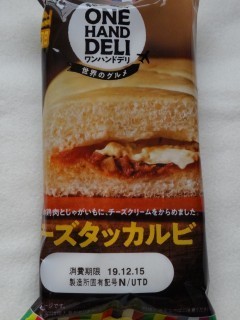 ONE
HAND
DELI
ワンハンドデリ
世界のグルメ
肉とじゃがいもに、チーズクリームをからめました。
ーズタッカルビ
消費期限 19.12.15
製造所固有記号 N/UTD